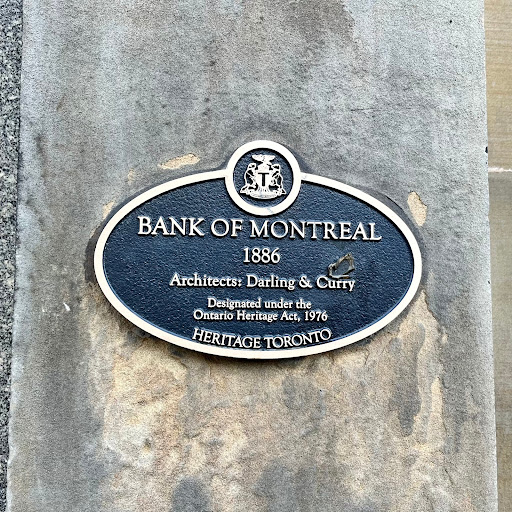 BANK OF MONTREAL
1886
Architects: Darling & Curry
Designated under the
Ontario Heritage Act, 1976
HERITAGE TORONTO